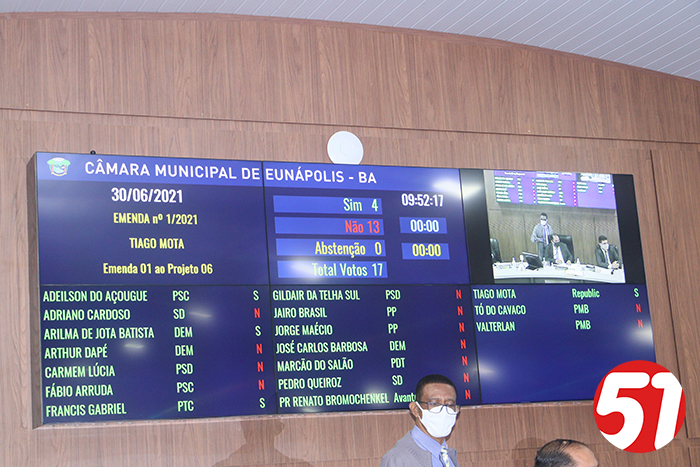 CÂMARA MUNICIPAL DE EUNÁPOLIS - BA
30/06/2021
EMENDA nº 1/2021
TIAGO MOTA
Emenda 01 ao Projeto 06
Sim 4
Não 13
Abstenção 0
Total Votos 17
09:52:17
00:00
00:00
ADEILSON DO AÇOUGUE PSC S
ADRIANO CARDOSO SD N
ARILMA DE JOTA BATISTA DEM S
ARTHUR DAPÉ DEM N
CARMEM LÚCIA PSD N
FÁBIO ARRUDA PSC N
FRANCIS GABRIEL PTC S
GILDAIR DA TELHA SUL PSD N
JAIRO BRASIL PP N
JORGE MAÉCIO PP N
JOSÉ CARLOS BARBOSA DEM N
MARCÃO DO SALÃO PDT N
PEDRO QUEIROZ SD N
PR RENATO BROMOCHENKEL Avant N
TIAGO MOTA Republic S
TÓ DO CAVACO PMB N
VALTERLAN PMB N
51